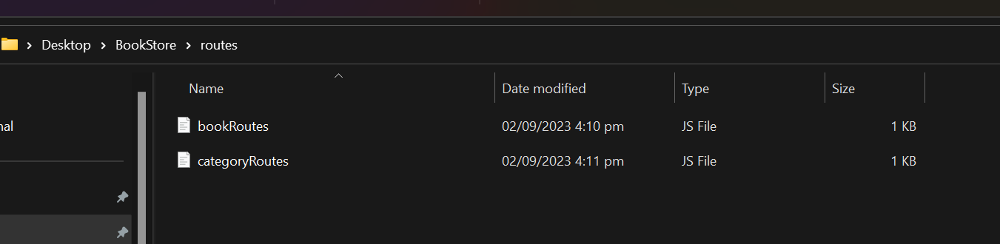 Desktop > BookStore > routes
Name Date modified Type Size
nal
bookRoutes 02/09/2023 4:10 pm JS File 1 KB
categoryRoutes 02/09/2023 4:11 pm JS File 1 KB